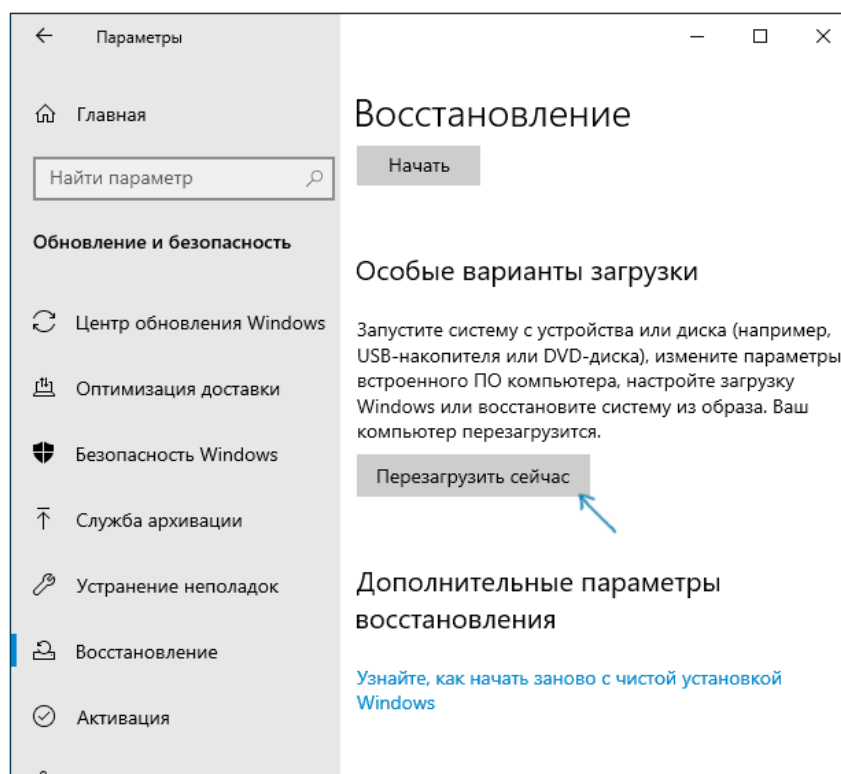 Параметры
Главная
Найти параметр
Обновление и безопасность
Центр обновления Windows
Оптимизация доставки
Безопасность Windows
Служба архивации
Устранение неполадок
Восстановление
Активация
Восстановление
Начать
Особые варианты загрузки
Запустите систему с устройства или диска (например,
USB-накопителя или DVD-диска), измените параметры
встроенного ПО компьютера, настройте загрузку
Windows или восстановите систему из образа. Ваш
компьютер перезагрузится.
Перезагрузить сейчас
Дополнительные параметры
восстановления
Узнайте, как начать заново с чистой установкой
Windows